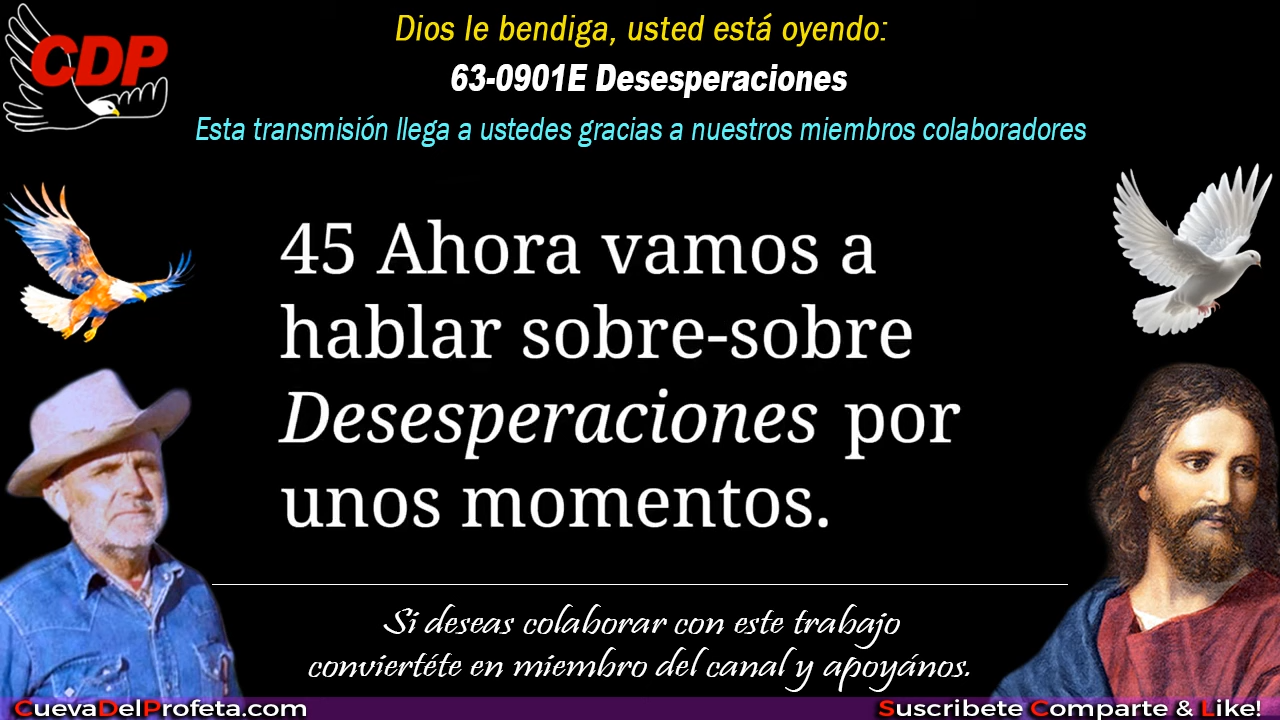 CDP
Dios le bendiga, usted está oyendo:
63-0901E Desesperaciones
Esta transmisión llega a ustedes gracias a nuestros miembros colaboradores
45 Ahora vamos a
hablar sobre-sobre
Desesperaciones por
unos momentos.
Si deseas colaborar con este trabajo
conviertéte en miembro del canal y apoyános.
CuevaDelProfeta.com
Suscribete Comparte & Like!